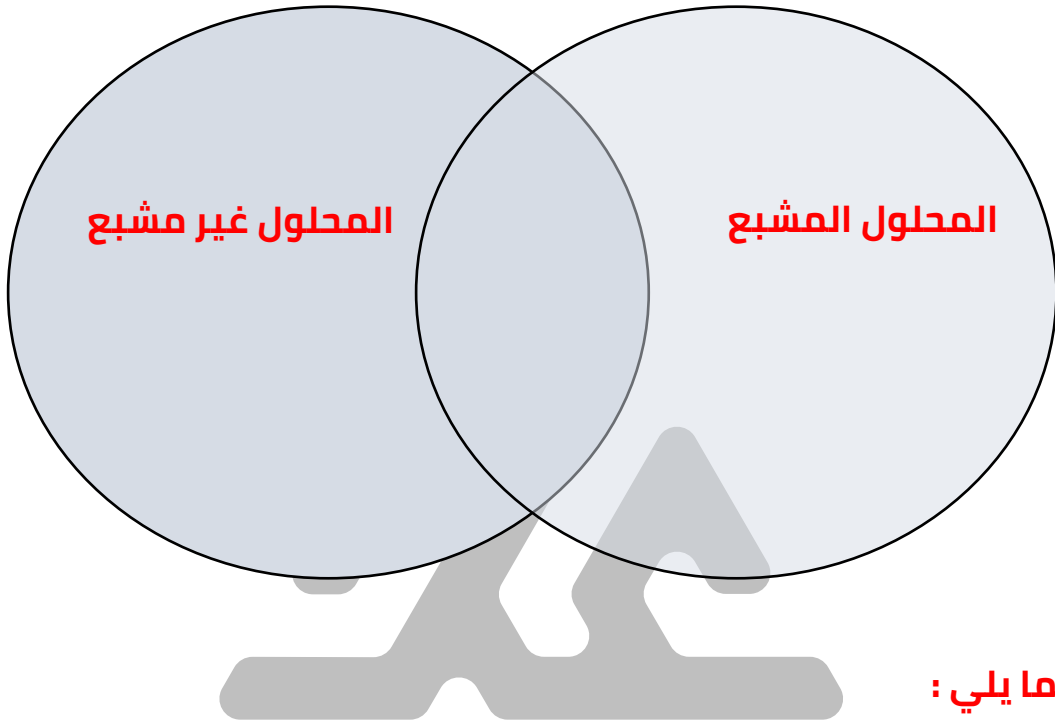 المحلول المشبع
المحلول غير مشبع
ما يلي :